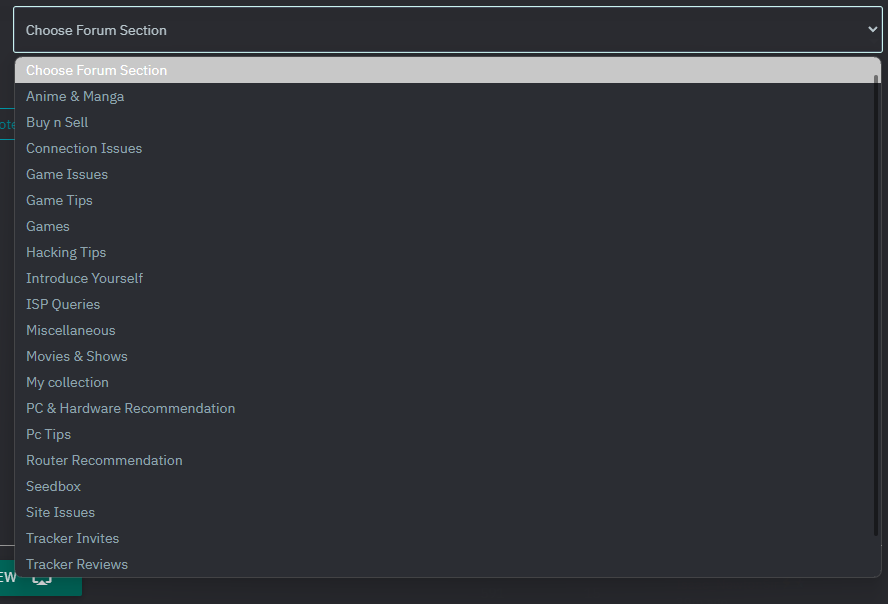 Choose Forum Section
Choose Forum Section
Anime & Manga
Buy n Sell
Connection Issues
Game Issues
Game Tips
Games
Hacking Tips
Introduce Yourself
ISP Queries
Miscellaneous
Movies & Shows
My collection
PC & Hardware Recommendation
Pc Tips
Router Recommendation
Seedbox
Site Issues
Tracker Invites
Tracker Reviews